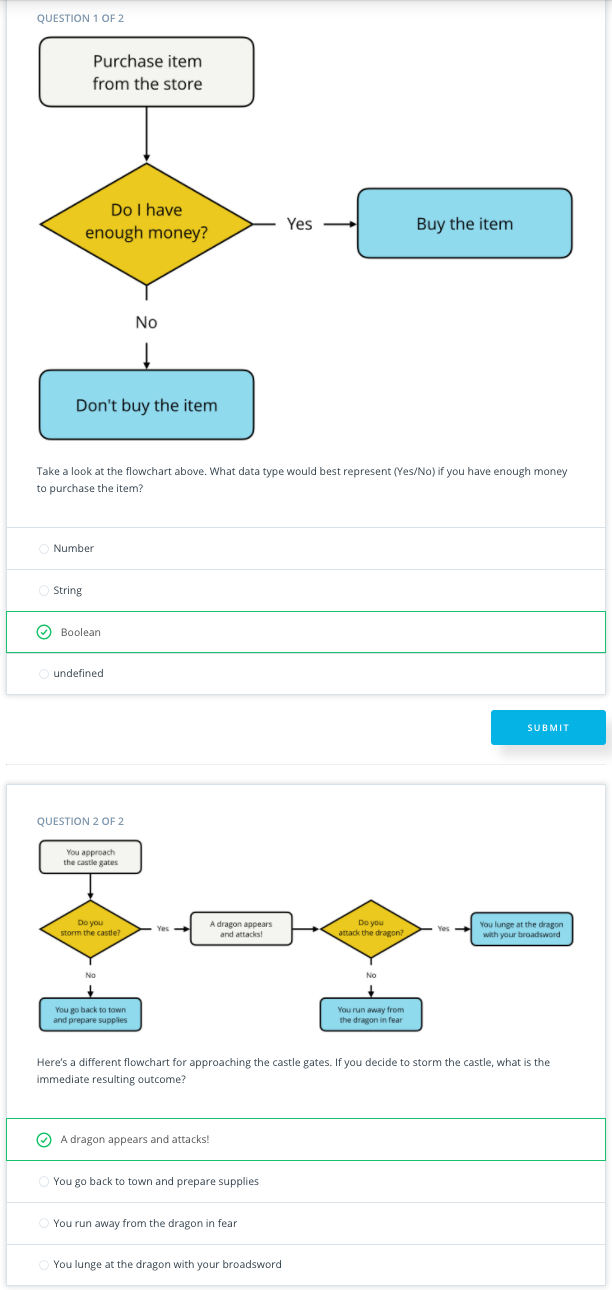 QUESTION 1 OF 2
Purchase item
from the store
Do I have
enough money?
Yes
Buy the item
No
Don't buy the item
Take a look at the flowchart above. What data type would best represent (Yes/No) if you have enough money
to purchase the item?
Number
String
Boolean
undefined
SUBMIT
QUESTION 2 OF 2
You approach
the castle gates
Do you
storm the castle?
Yes
A dragon appears
and attacks!
Do you
attack the dragon?
Yes
You lunge at the dragon
with your broadsword
No
No
You go back to town
and prepare supplies
You run away from
the dragon in fear
Here's a different flowchart for approaching the castle gates. If you decide to storm the castle, what is the
immediate resulting outcome?
A dragon appears and attacks!
You go back to town and prepare supplies
You run away from the dragon in fear
You lunge at the dragon with your broadsword